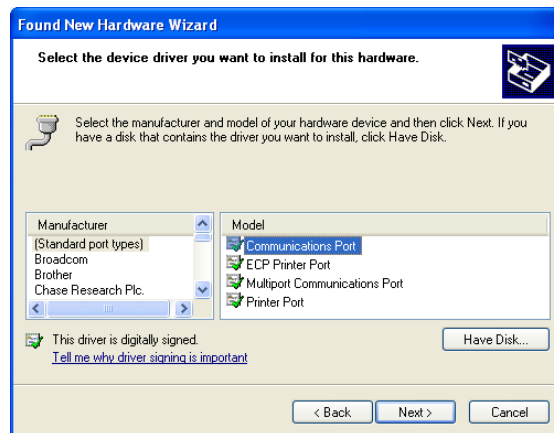 Found New Hardware Wizard
Select the device driver you want to install for this hardware.
Select the manufacturer and model of your hardware device and then click Next. If you
have a disk that contains the driver you want to install, click Have Disk.
Manufacturer
(Standard port types)
Broadcom
Brother
Chase Research Plc.
Model
Communications Port
ECP Printer Port
Multiport Communications Port
Printer Port
This driver is digitally signed.
Tell me why driver signing is important
Have Disk...
< Back
Next >
Cancel